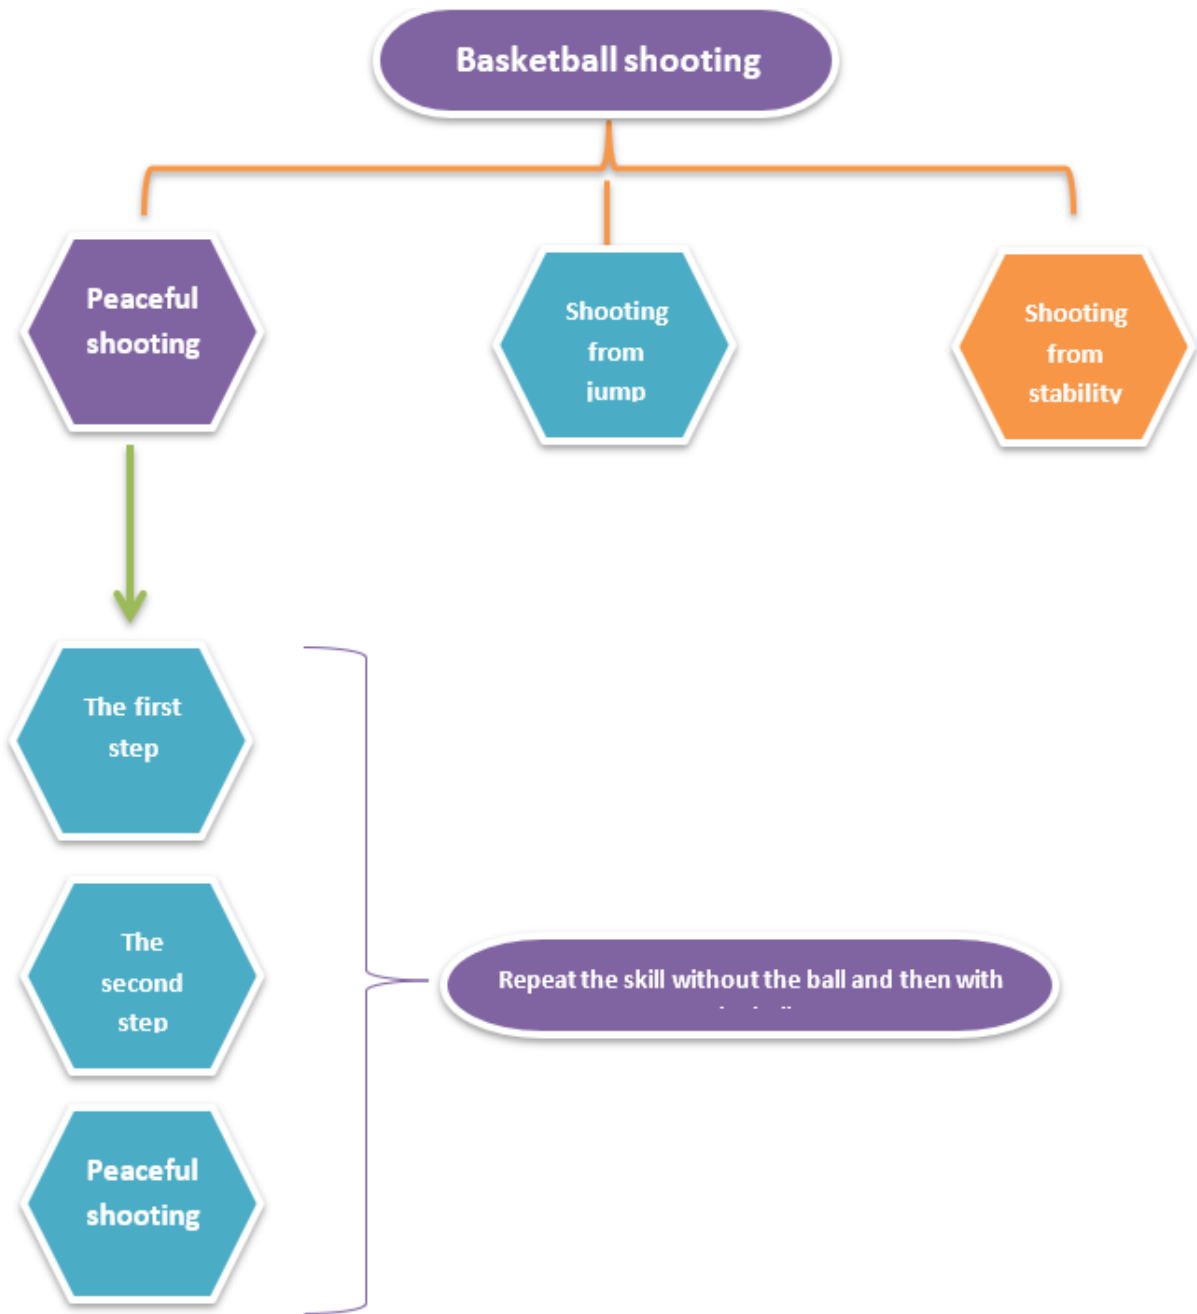 Basketball shooting
Peaceful
shooting
Shooting
from
jump
Shooting
from
stability
The first
step
The
second
step
Repeat the skill without the ball and then with
Peaceful
shooting